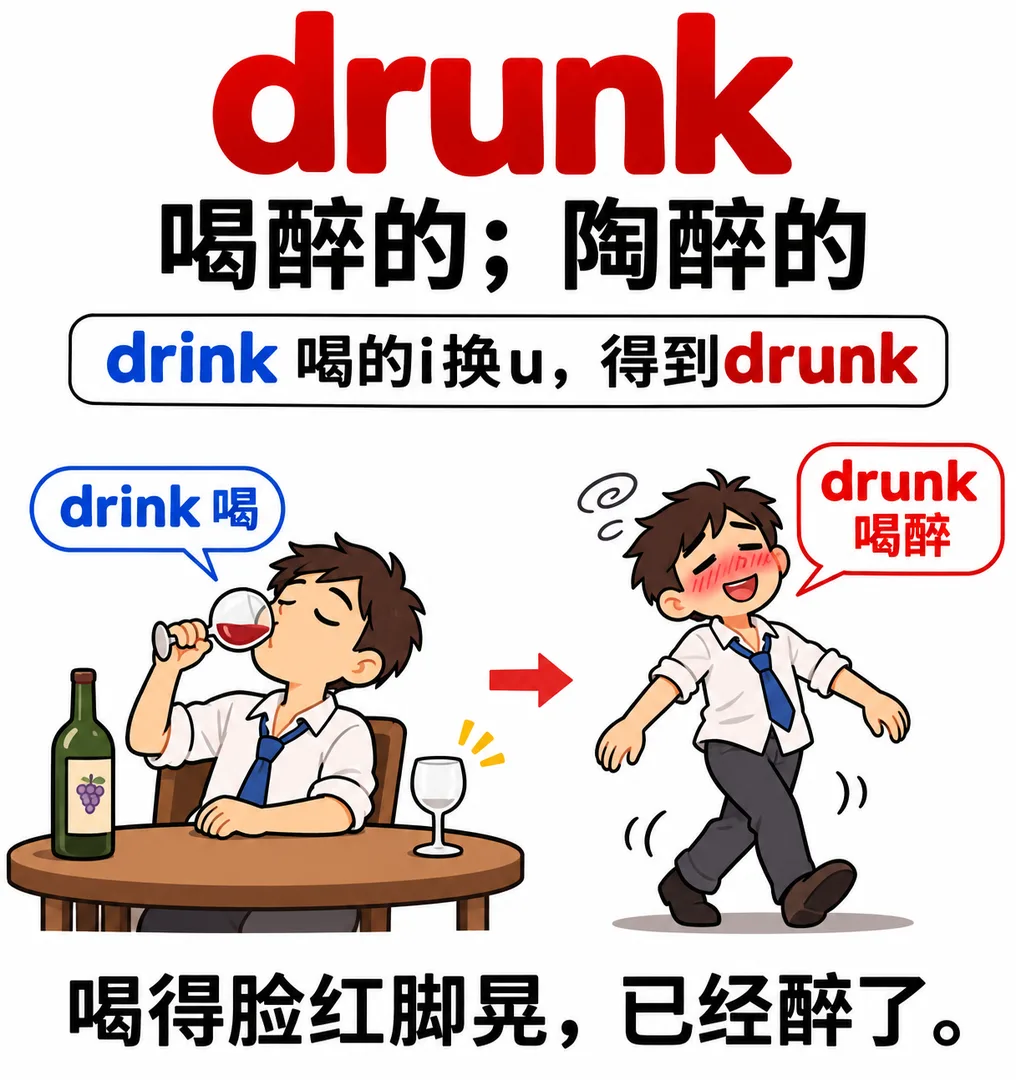 drunk
喝醉的；陶醉的
drink 喝的i换u，得到drunk
drink 喝
drunk
喝醉
喝得脸红脚晃，已经醉了。